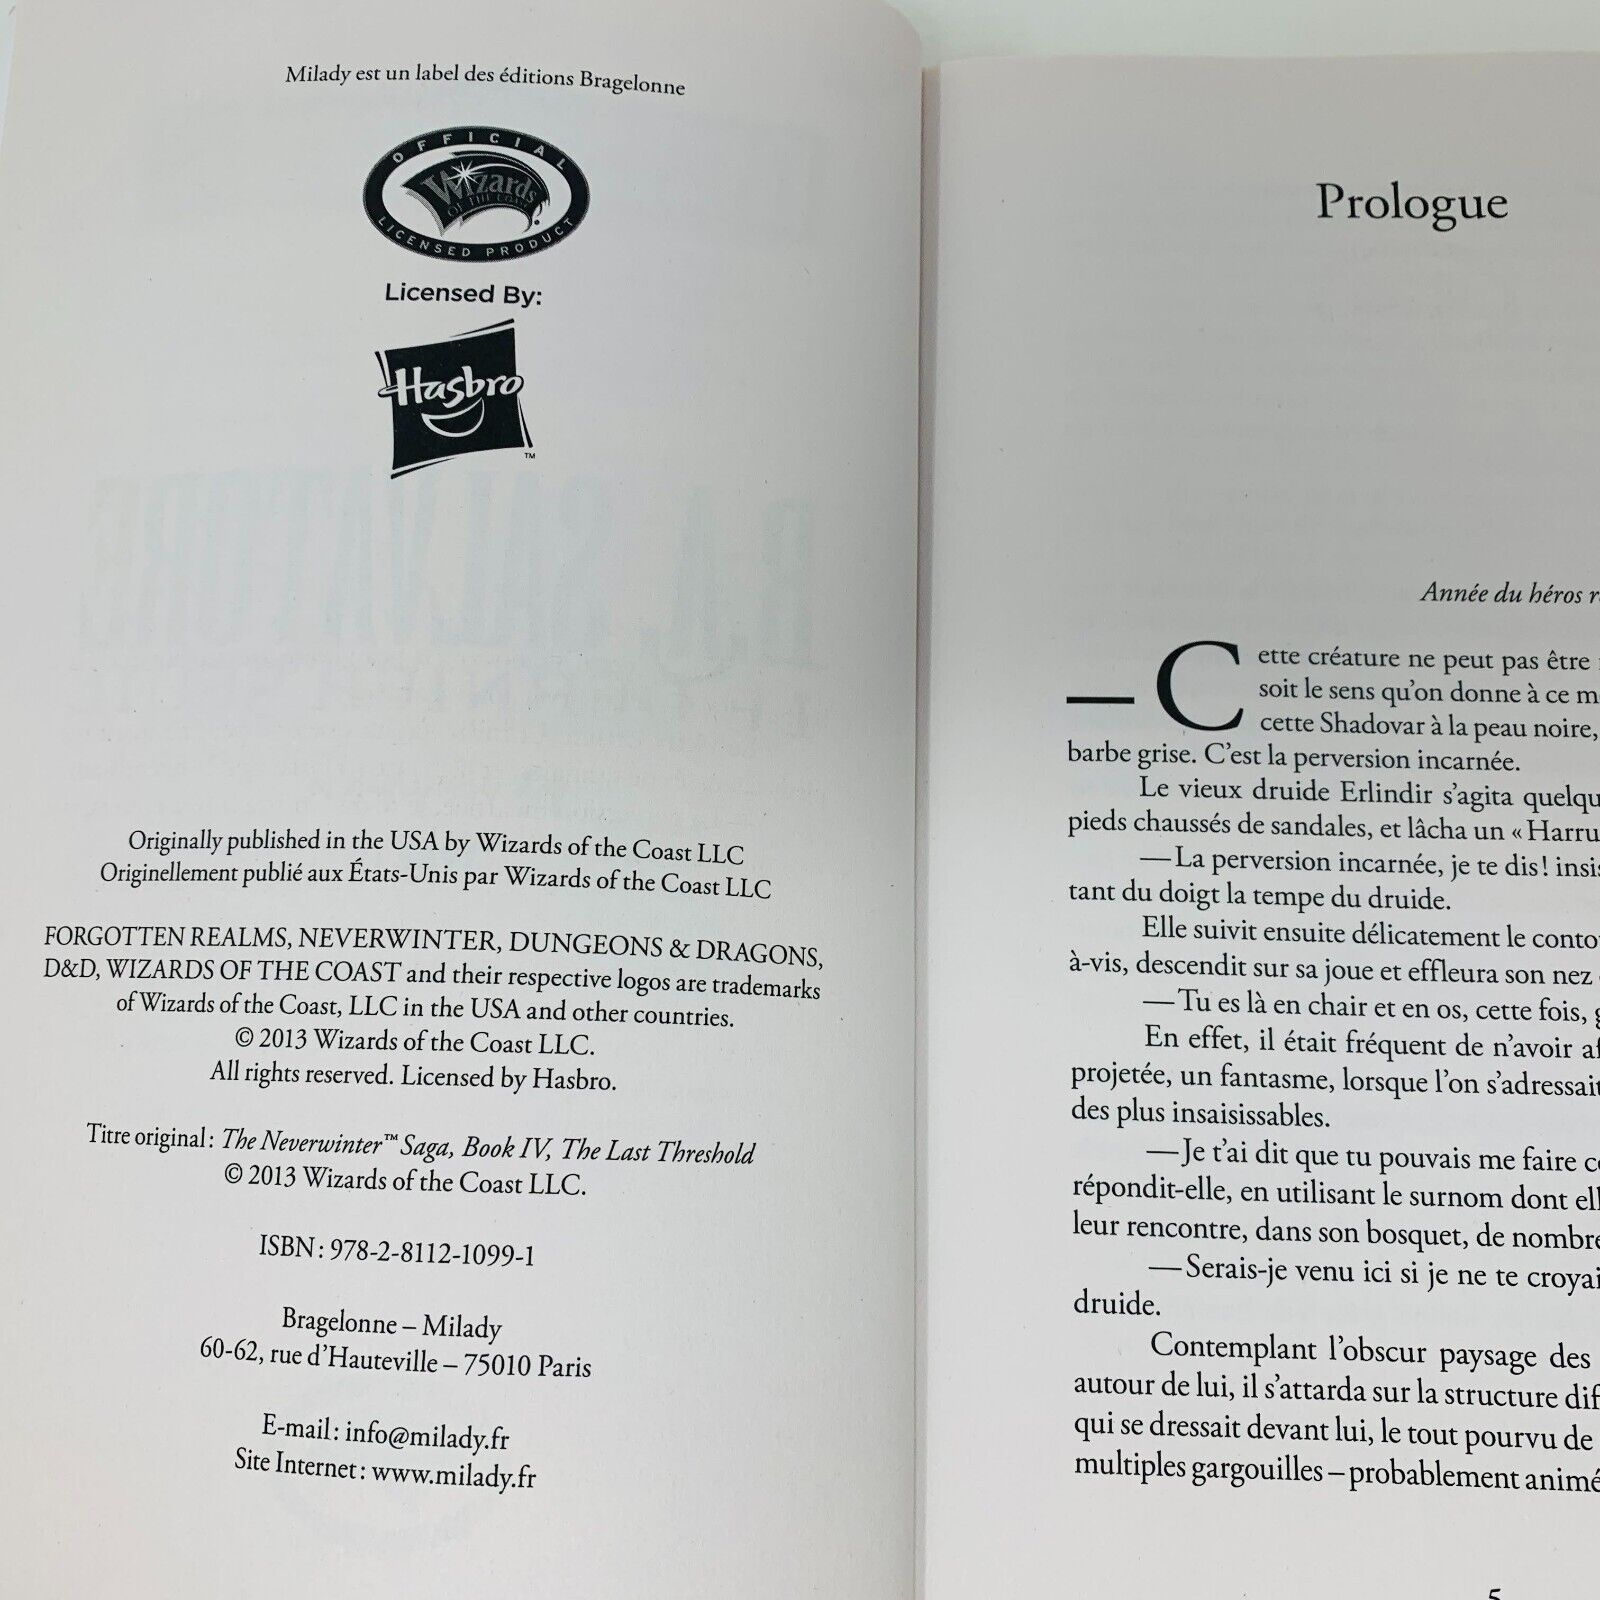 Milady est un label des éditions Bragelonne
OFFICIAL
Wizards
OF THE COAST
LICENSED PRODUCT
Licensed By:
Hasbro
™
Originally published in the USA by Wizards of the Coast LLC
Originellement publié aux États-Unis par Wizards of the Coast LLC
FORGOTTEN REALMS, NEVERWINTER, DUNGEONS & DRAGONS,
D&D, WIZARDS OF THE COAST and their respective logos are trademarks
of Wizards of the Coast, LLC in the USA and other countries.
© 2013 Wizards of the Coast LLC.
All rights reserved. Licensed by Hasbro.
Titre original : The Neverwinter™ Saga, Book IV, The Last Threshold
© 2013 Wizards of the Coast LLC.
ISBN : 978-2-8112-1099-1
Bragelonne – Milady
60-62, rue d'Hauteville – 75010 Paris
E-mail : info@milady.fr
Site Internet : www.milady.fr
Prologue
Année du héros
— Cette créature ne peut pas être
soit le sens qu'on donne à ce
cette Shadovar à la peau noire,
barbe grise. C'est la perversion incarnée.
Le vieux druide Erlindir s'agita
pieds chaussés de sandales, et lâcha un «
— La perversion incarnée, je te dis !
tant du doigt la tempe du druide.
Elle suivit ensuite délicatement le
à-vis, descendit sur sa joue et effleura son nez
— Tu es là en chair et en os, cette fois,
En effet, il était fréquent de n'avoir
projetée, un fantasme, lorsque l'on s'adressait
des plus insaisissables.
— Je t'ai dit que tu pouvais me faire
répondit-elle, en utilisant le surnom dont
leur rencontre, dans son bosquet, de
— Serais-je venu ici si je ne te
druide.
Contemplant l'obscur paysage des
autour de lui, il s'attarda sur la structure
qui se dressait devant lui, le tout pourvu de
multiples gargouilles – probablement
5